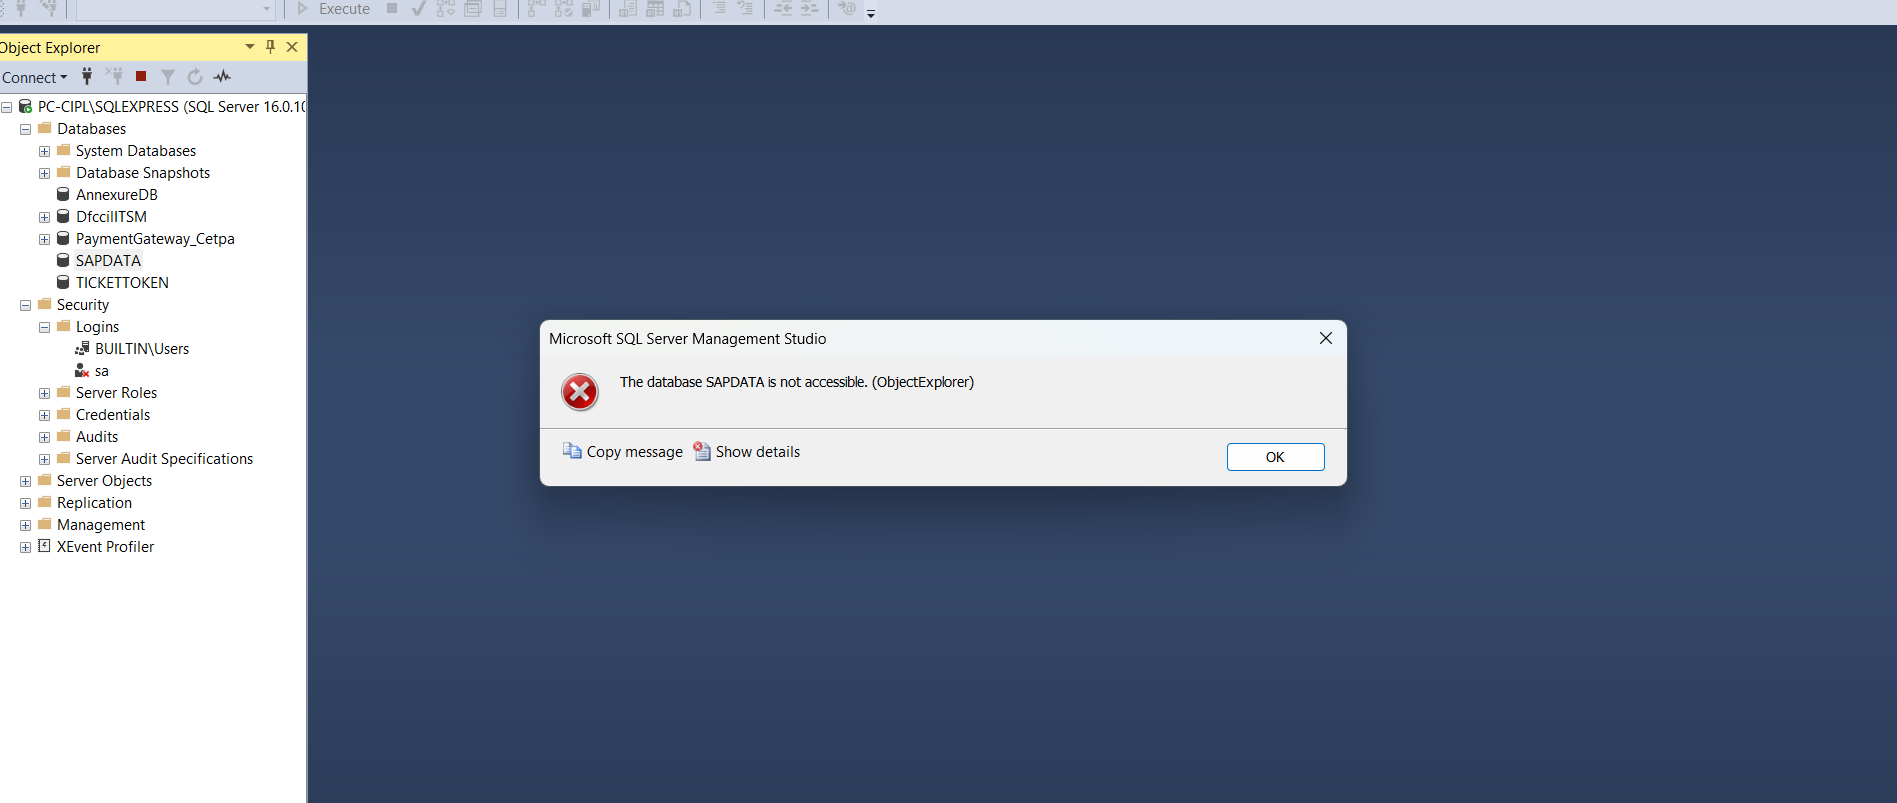 Execute
Object Explorer
Connect
PC-CIPL\SQLEXPRESS (SQL Server 16.0.10
Databases
System Databases
Database Snapshots
AnnexureDB
DfccilITSM
PaymentGateway_Cetpa
SAPDATA
TICKETTOKEN
Security
Logins
BUILTIN\Users
sa
Server Roles
Credentials
Audits
Server Audit Specifications
Server Objects
Replication
Management
XEvent Profiler
Microsoft SQL Server Management Studio
The database SAPDATA is not accessible. (ObjectExplorer)
Copy message
Show details
OK